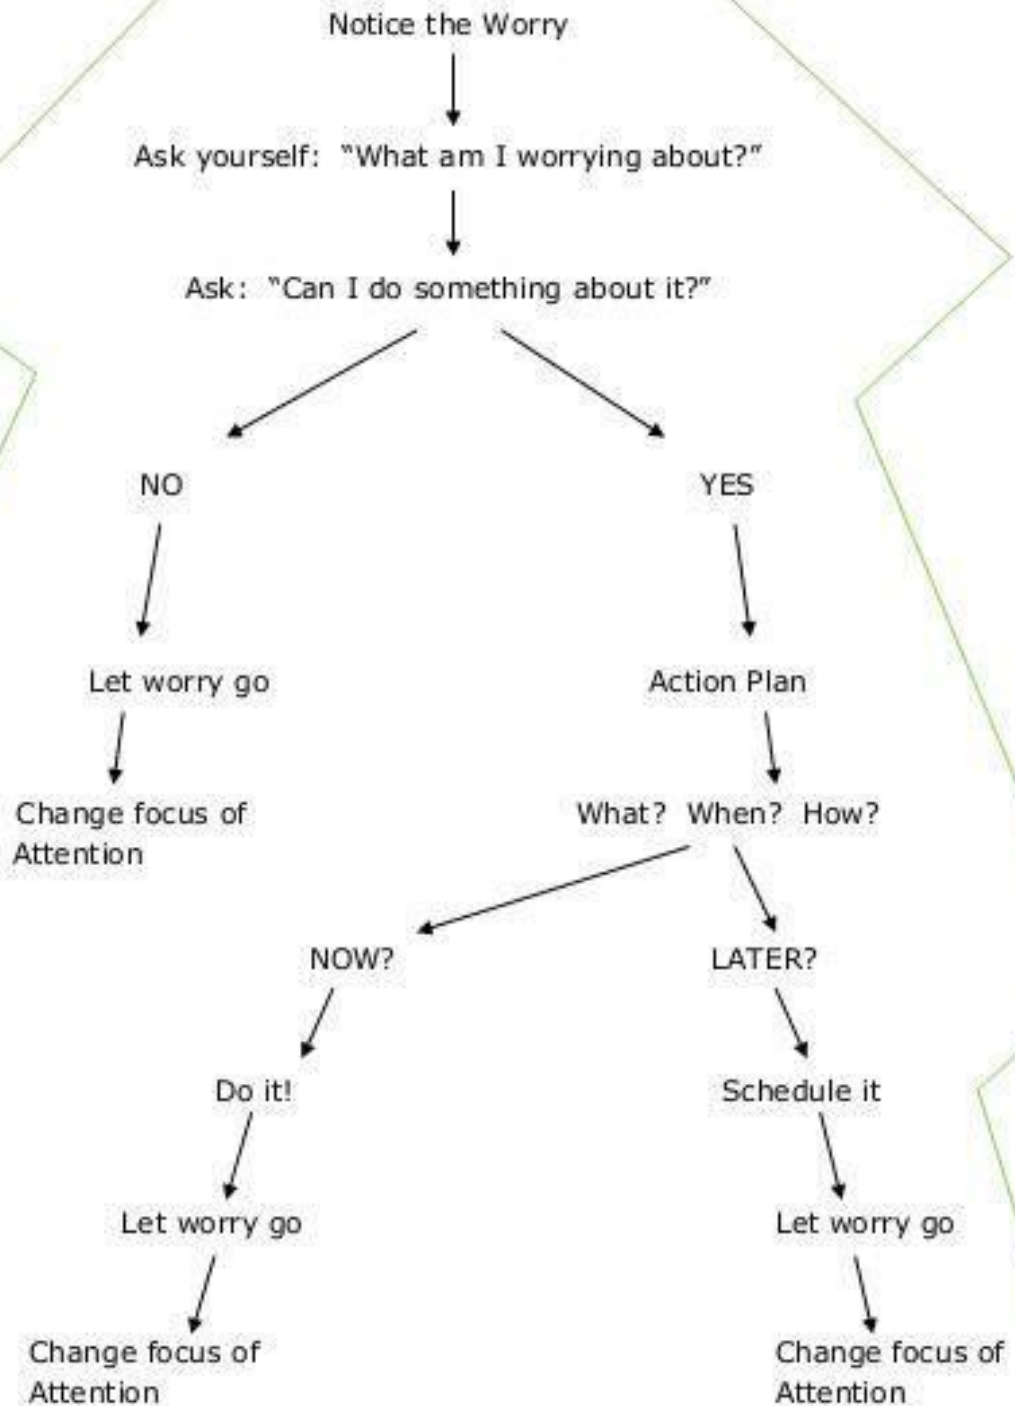 Notice the Worry
Ask yourself:  “What am I worrying about?”
Ask:  “Can I do something about it?”
NO
YES
Let worry go
Action Plan
Change focus of
Attention
What?  When?  How?
NOW?
LATER?
Do it!
Schedule it
Let worry go
Let worry go
Change focus of
Attention
Change focus of
Attention